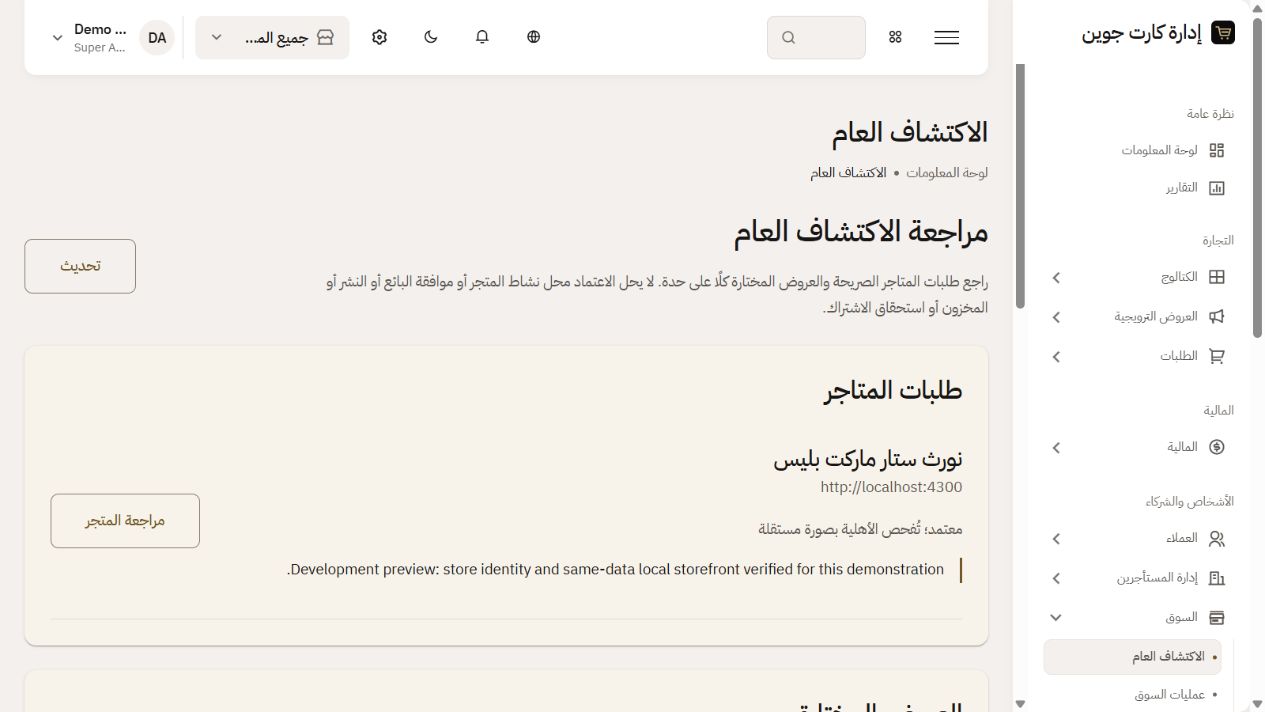 إدارة كارت جوين
نظرة عامة
لوحة المعلومات
التقارير
التجارة
الكتالوج
العروض الترويجية
الطلبات
المالية
المالية
الأشخاص والشركاء
العملاء
إدارة المستأجرين
السوق
الاكتشاف العام
عمليات السوق
جميع المـ...
DA
Demo ...
Super A...
الاكتشاف العام
لوحة المعلومات • الاكتشاف العام
مراجعة الاكتشاف العام
راجع طلبات المتاجر الصريحة والعروض المختارة كلًا على حدة. لا يحل الاعتماد محل نشاط المتجر أو موافقة البائع أو النشر أو
المخزون أو استحقاق الاشتراك.
تحديث
طلبات المتاجر
نورث ستار ماركت بليس
http://localhost:4300
معتمد؛ تُفحص الأهلية بصورة مستقلة
Development preview: store identity and same-data local storefront verified for this demonstration.
مراجعة المتجر
العروض المختارة